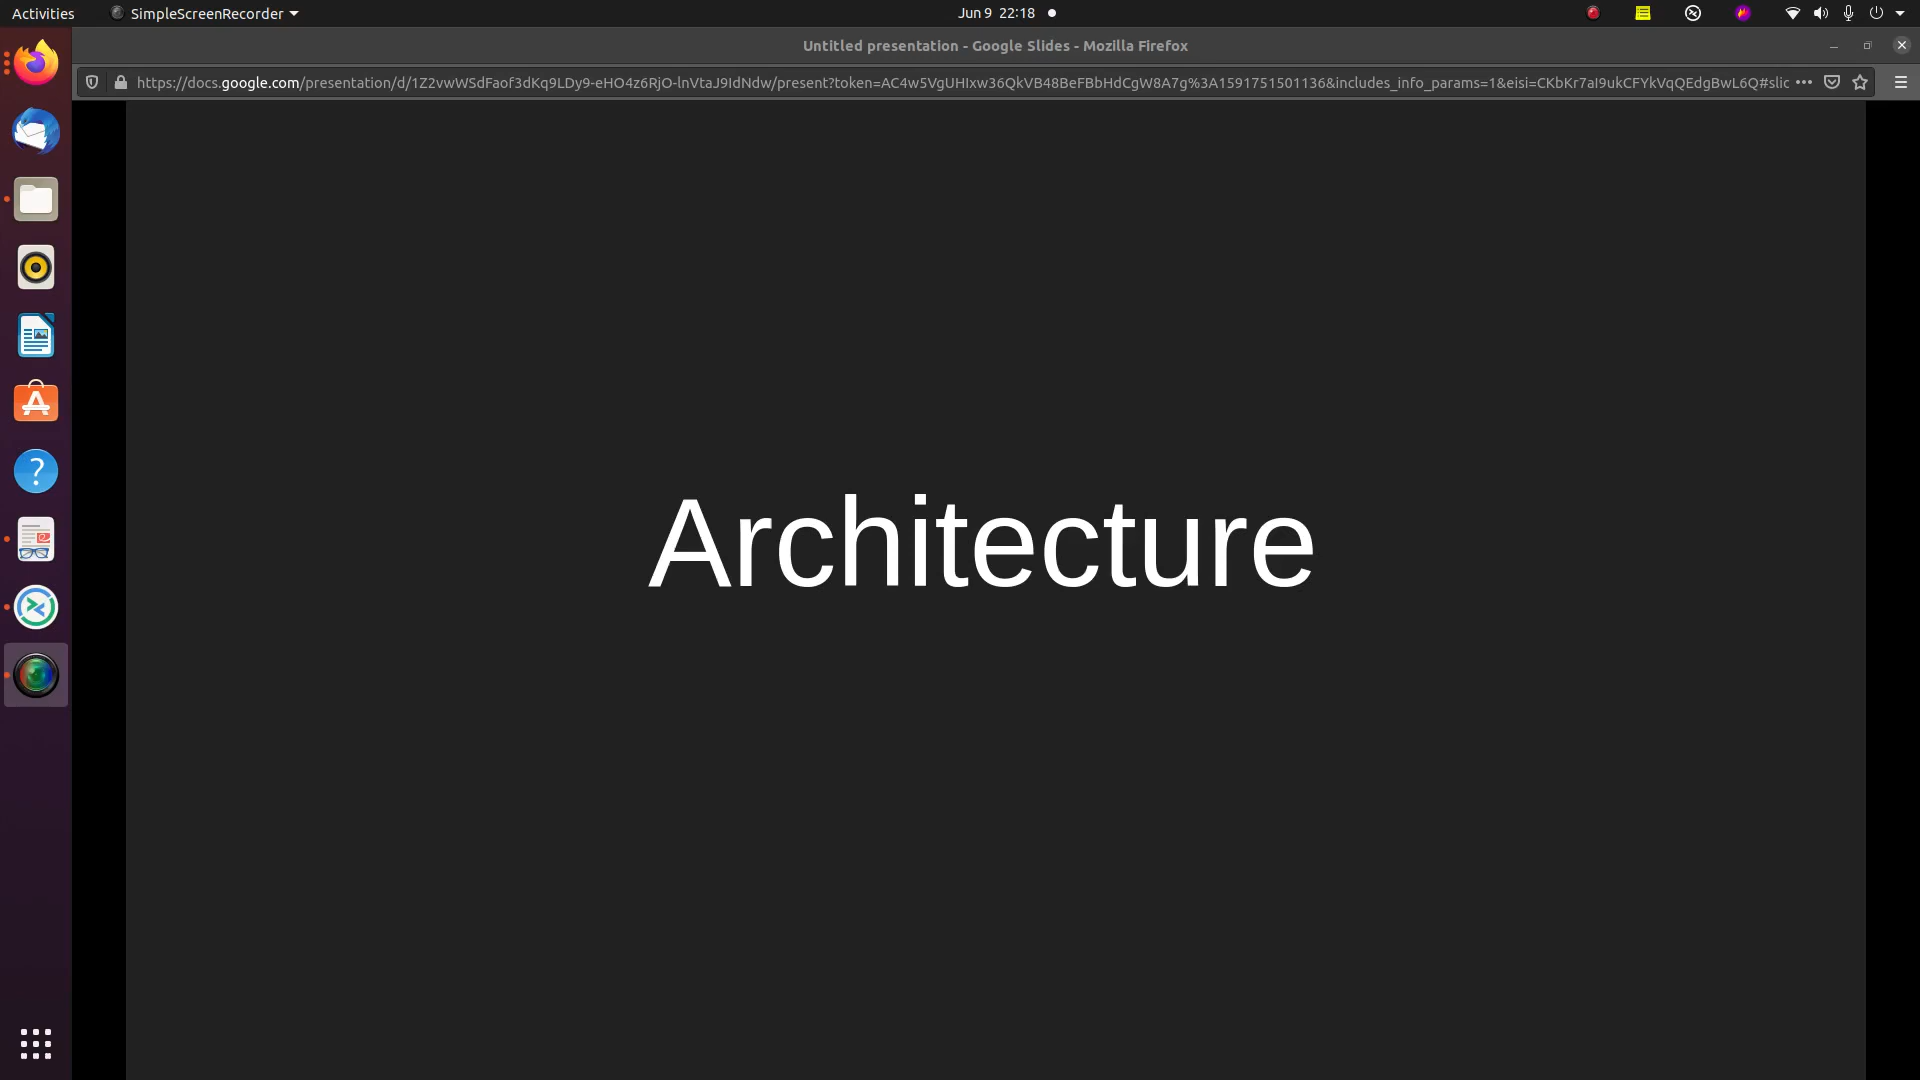 Activities SimpleScreenRecorder Jun 9 22:18
Untitled presentation - Google Slides - Mozilla Firefox
https://docs.google.com/presentation/d/1Z2vwWSdFaof3dKq9LDy9-eHO4z6RjO-lnVtaJ9IdNdw/present?token=AC4w5VgUHIxw36QkVB48BeFBbHdCgW8A7g%3A1591751501136&includes_info_params=1&eisi=CKbKr7aI9ukCFYkVqQEdgBwL6Q#slic
Architecture